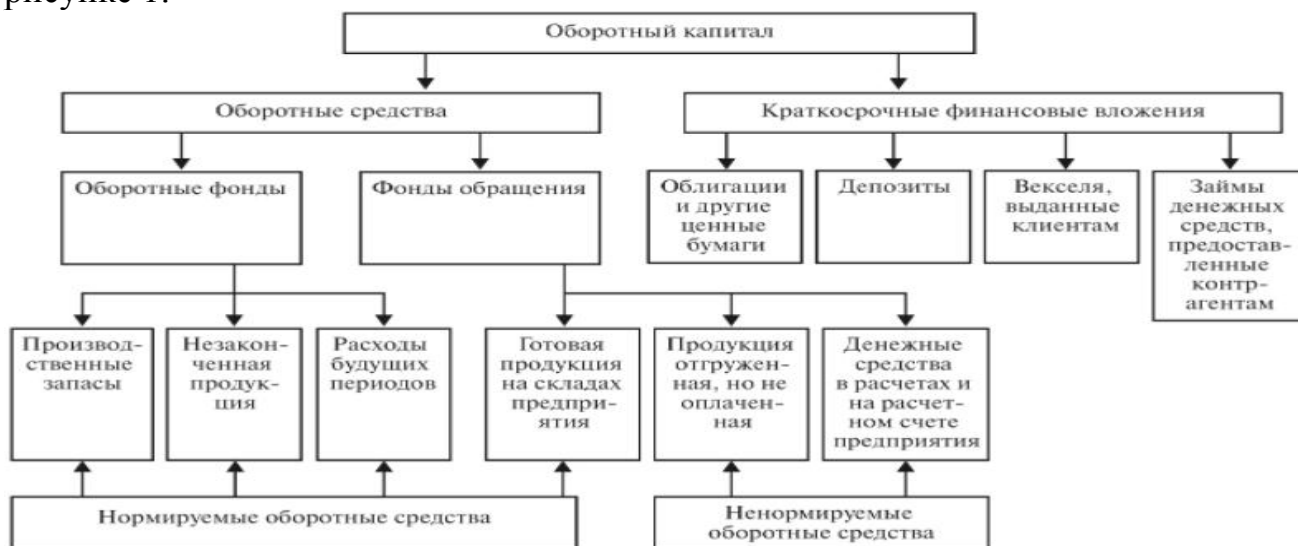 рисунке 1.
Оборотный капитал
Оборотные средства
Краткосрочные финансовые вложения
Оборотные фонды
Фонды обращения
Облигации
и другие
ценные
бумаги
Депозиты
Векселя,
выданные
клиентам
Займы
денежных
средств,
предостав-
ленные
контр-
агентам
Производ-
ственные
запасы
Незакон-
ченная
продук-
ция
Расходы
будущих
периодов
Готовая
продукция
на складах
предпри-
ятия
Продукция
отгружен-
ная, но не
оплачен-
ная
Денежные
средства
в расчетах и
на расчет-
ном счете
предприятия
Нормируемые оборотные средства
Ненормируемые
оборотные средства